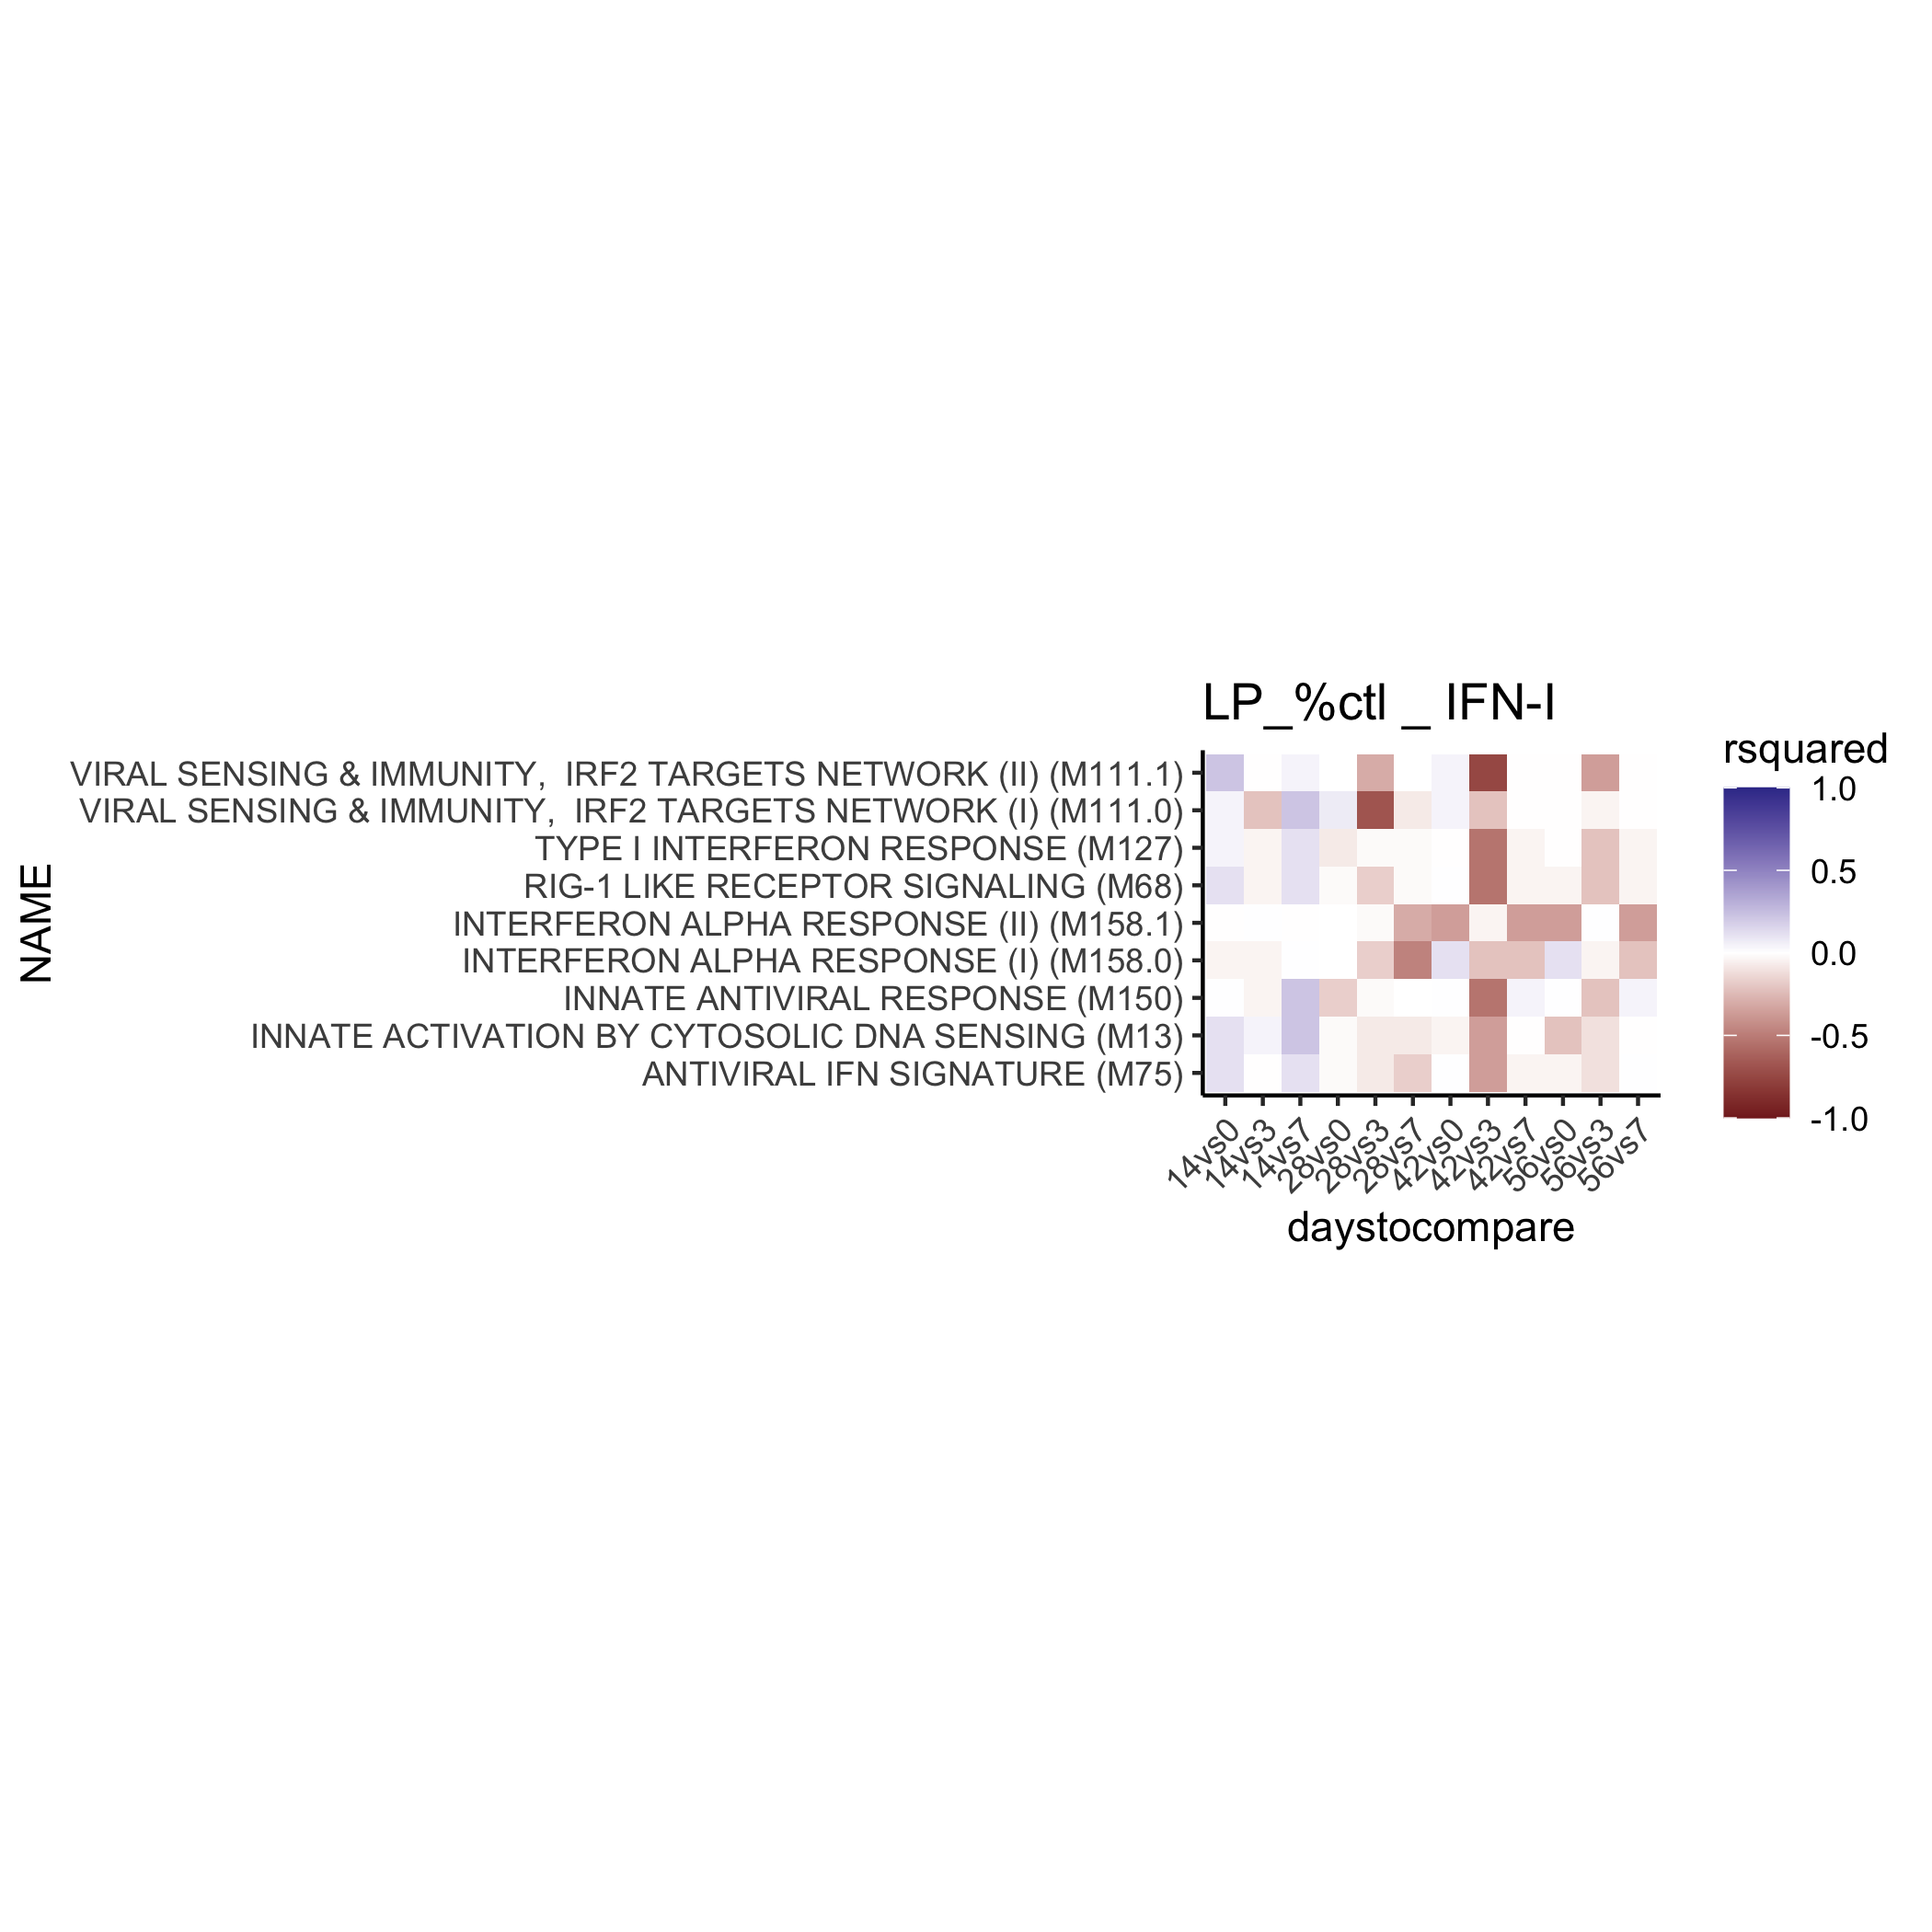 LP_%ctl _ IFN-I
NAME
VIRAL SENSING & IMMUNITY,  IRF2 TARGETS NETWORK (II) (M111.1)
VIRAL SENSING & IMMUNITY,  IRF2 TARGETS NETWORK (I) (M111.0)
TYPE I INTERFERON RESPONSE (M127)
RIG-1 LIKE RECEPTOR SIGNALING (M68)
INTERFERON ALPHA RESPONSE (II) (M158.1)
INTERFERON ALPHA RESPONSE (I) (M158.0)
INNATE ANTIVIRAL RESPONSE (M150)
INNATE ACTIVATION BY CYTOSOLIC DNA SENSING (M13)
ANTIVIRAL IFN SIGNATURE (M75)
14vs0
14vs3
14vs7
28vs0
28vs3
28vs7
42vs0
42vs3
42vs7
56vs0
56vs3
56vs7
daystocompare
rsquared
1.0
0.5
0.0
-0.5
-1.0